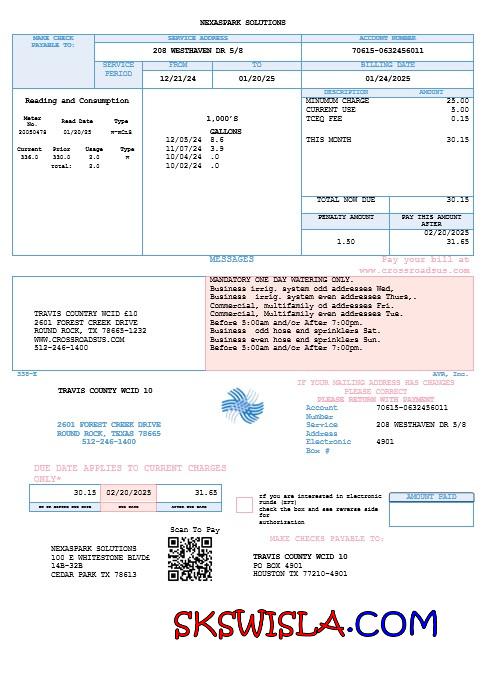 NEXASPARK SOLUTIONS
MAKE CHECK
PAYABLE TO:
SERVICE ADDRESS
ACCOUNT NUMBER
208 WESTHAVEN DR 5/8
70615-0632456011
SERVICE
PERIOD
FROM
TO
BILLING DATE
12/21/24
01/20/25
01/24/2025
Reading and Consumption
Meter
No.
Read Date
Type
20050478
01/20/25
Current
Prior
Usage
Type
336.0
330.0
2.0
Total:
2.0
1,000'S
GALLONS
12/05/24 8.6
11/07/24 3.9
10/04/24 .0
10/02/24 .0
DESCRIPTION
AMOUNT
MINUMUM CHARGE 25.00
CURRENT USE 5.00
TCEQ FEE 0.15
THIS MONTH 30.15
TOTAL NOW DUE 30.15
PENALTY AMOUNT
PAY THIS AMOUNT
AFTER
02/20/2025
1.50
31.65
MESSAGES
Pay your bill at
www.crossroadsus.com
MANDATORY ONE DAY WATERING ONLY.
Business irrig. system odd addresses Wed,
Business  irrig. system even addresses Thurs,.
Commercial, multifamily od addresses Fri.
Commercial, Multifamily addresses Tue.
Before 5:00am and/or After 7:00pm.
Business  odd hose end sprinklers Sat.
Business even hose end sprinklers Sun.
Before 5:00am and/or After 7:00pm.
TRAVIS COUNTRY WCID £10
2601 FOREST CREEK DRIVE
ROUND ROCK, TX 78665-1232
WWW.CROSSROADSUS.COM
512-246-1400
AVR, Inc.
TRAVIS COUNTY WCID 10
2601 FOREST CREEK DRIVE
ROUND ROCK, TEXAS 78665
512-246-1400
IF YOUR MAILING ADDRESS HAS CHANGES
PLEASE CORRECT
PLEASE RETURN WITH PAYMENT
Account
Number
70615-0632456011
Service
Address
208 WESTHAVEN DR 5/8
Electronic
Box #
4901
DUE DATE APPLIES TO CURRENT CHARGES
ONLY*
30.15
02/20/2025
31.65
DUE DATE
AFTER DUE DATE
If you are interested in Electronic
Funds (EFT)
check the box and see reverse side
for
authorization
AMOUNT PAID
Scan To Pay
MAKE CHECKS PAYABLE TO:
NEXASPARK SOLUTIONS
100 E WHITESTONE BLVD£
14B-32B
CEDAR PARK TX 78613
TRAVIS COUNTY WCID 10
PO BOX 4901
HOUSTON TX 77210-4901
SKSWISLA.COM